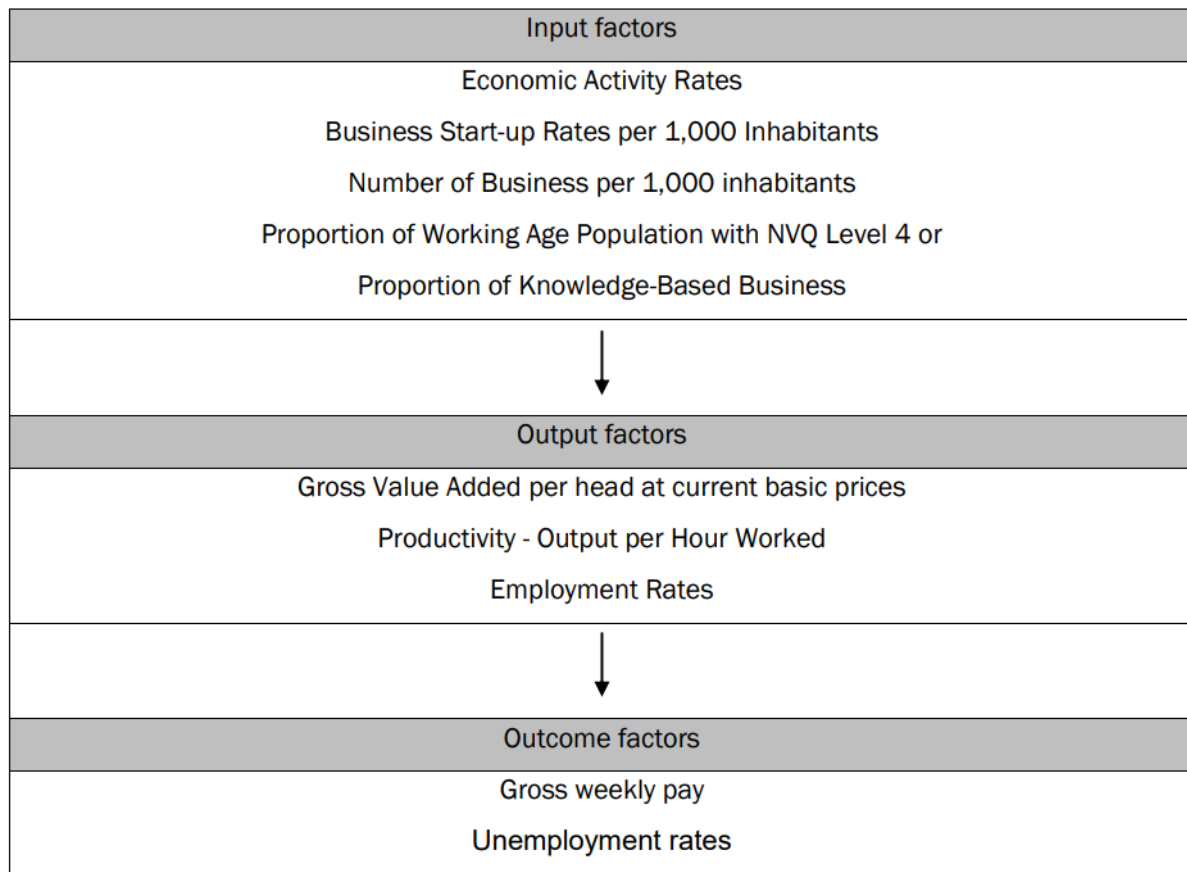 Input factors
Economic Activity Rates
Business Start-up Rates per 1,000 Inhabitants
Number of Business per 1,000 inhabitants
Proportion of Working Age Population with NVQ Level 4 or
Proportion of Knowledge-Based Business
Output factors
Gross Value Added per head at current basic prices
Productivity - Output per Hour Worked
Employment Rates
Outcome factors
Gross weekly pay
Unemployment rates